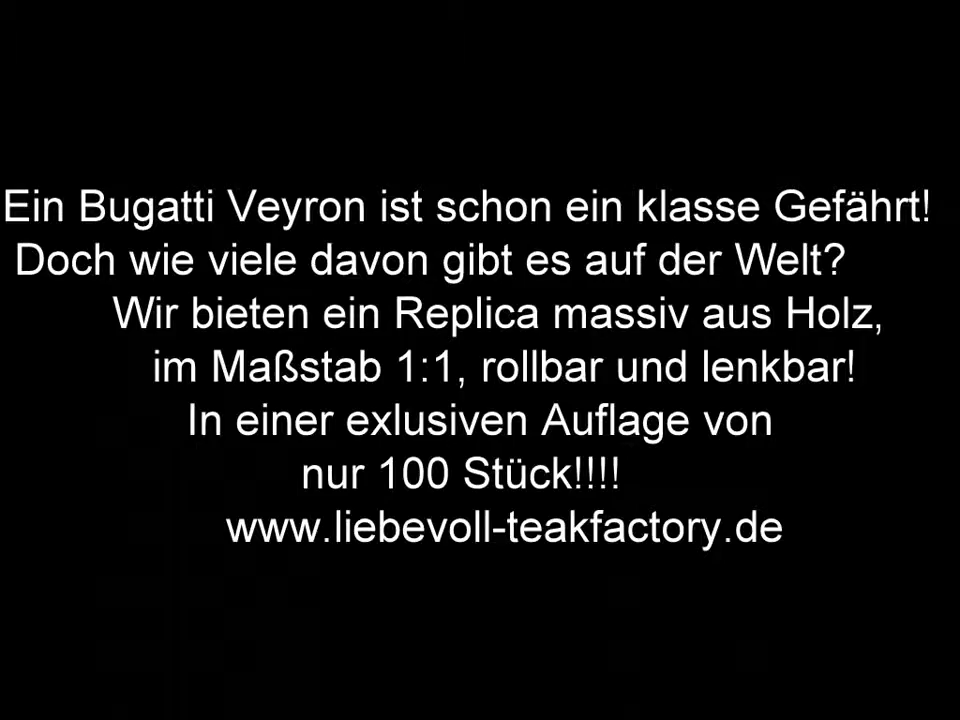 Ein Bugatti Veyron ist schon ein klasse Gefährt!
Doch wie viele davon gibt es auf der Welt?
Wir bieten ein Replica massiv aus Holz,
im Maßstab 1:1, rollbar und lenkbar!
In einer exlusiven Auflage von
nur 100 Stück!!!!
www.liebevoll-teakfactory.de